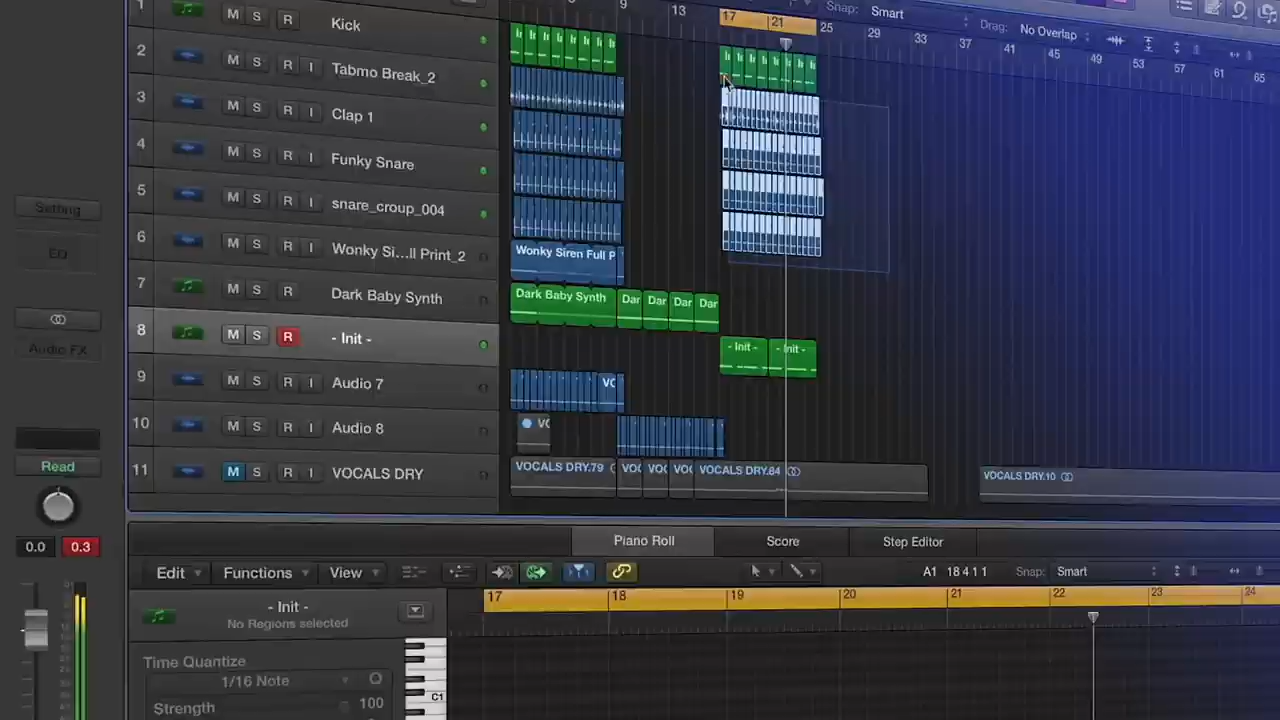 9 13 17 21 25 29 33 37 41 45 49 53 57 61 65
Snap: Smart Drag: No Overlap
1 M S R Kick
2 M S R I Tabmo Break_2
3 M S R I Clap 1
4 M S R I Funky Snare
5 M S R I snare_croup_004
6 M S R I Wonky Si...ll Print_2
7 M S R Dark Baby Synth
8 M S R - Init -
9 M S R I Audio 7
10 M S R I Audio 8
11 M S R I VOCALS DRY
Wonky Siren Full P
Dark Baby Synth Dar Dar Dar Dar
- Init - - Init -
VC
VC
VOCALS DRY.79 VOC VOC VOC VOCALS DRY.84 VOCALS DRY.10
Setting
EQ
Audio FX
Read
0.0 0.3
Piano Roll Score Step Editor
Edit Functions View A1 18 4 1 1 Snap: Smart
17 18 19 20 21 22 23 24
- Init -
No Regions selected
Time Quantize
1/16 Note Q
Strength 100
C1